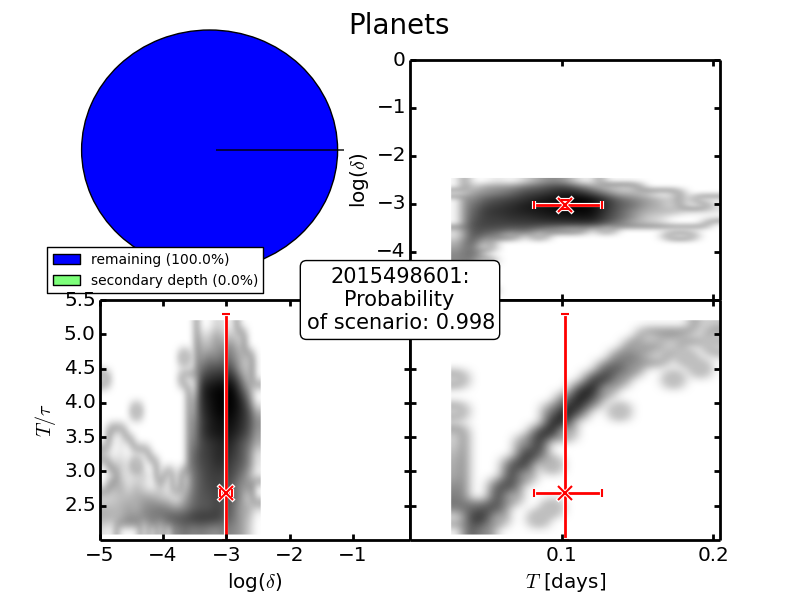 Planets
remaining (100.0%)
secondary depth (0.0%)
0
−1
−2
−3
−4
log(δ)
2015498601:
Probability
of scenario: 0.998
5.5
5.0
4.5
4.0
3.5
3.0
2.5
T/τ
−5
−4
−3
−2
−1
log(δ)
0.1
0.2
T [days]